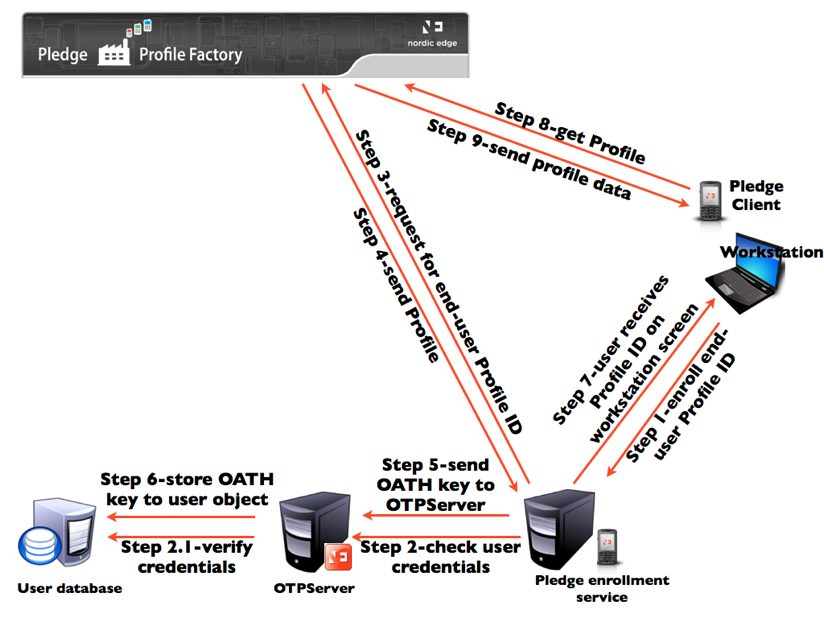 Pledge Profile Factory
nordic edge
Step 8-get Profile
Step 9-send profile data
Pledge
Client
Workstation
Step 3-request for end-user Profile ID
Step 4-send Profile
Step 7-user receives
Profile ID on
workstation screen
Step 1-enroll end-
user Profile ID
Step 6-store OATH
key to user object
Step 5-send
OATH key to
OTPServer
Step 2.1-verify
credentials
Step 2-check user
credentials
User database
OTPServer
Pledge enrollment
service